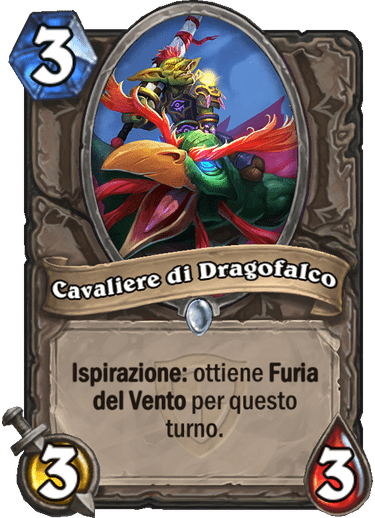 3
Cavaliere di Dragofalco
Ispirazione: ottiene Furia
del Vento per questo
turno.
3
3